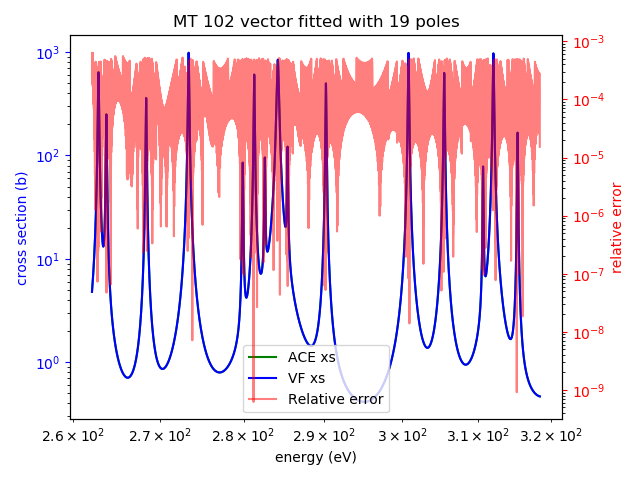 MT 102 vector fitted with 19 poles
10³
10²
10¹
10⁰
cross section (b)
10⁻³
10⁻⁴
10⁻⁵
10⁻⁶
10⁻⁷
10⁻⁸
10⁻⁹
relative error
ACE xs
VF xs
Relative error
2.6 × 10² 2.7 × 10² 2.8 × 10² 2.9 × 10² 3 × 10² 3.1 × 10² 3.2 × 10²
energy (eV)